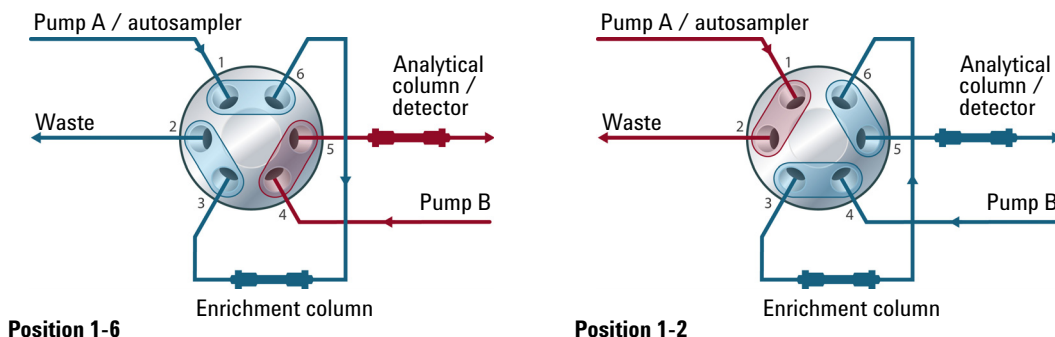 Pump A / autosampler
1
6
Analytical
column /
detector
Waste
2
5
3
4
Pump B
Enrichment column
Position 1-6
Pump A / autosampler
1
6
Analytical
column /
detector
Waste
2
5
3
4
Pump B
Enrichment column
Position 1-2